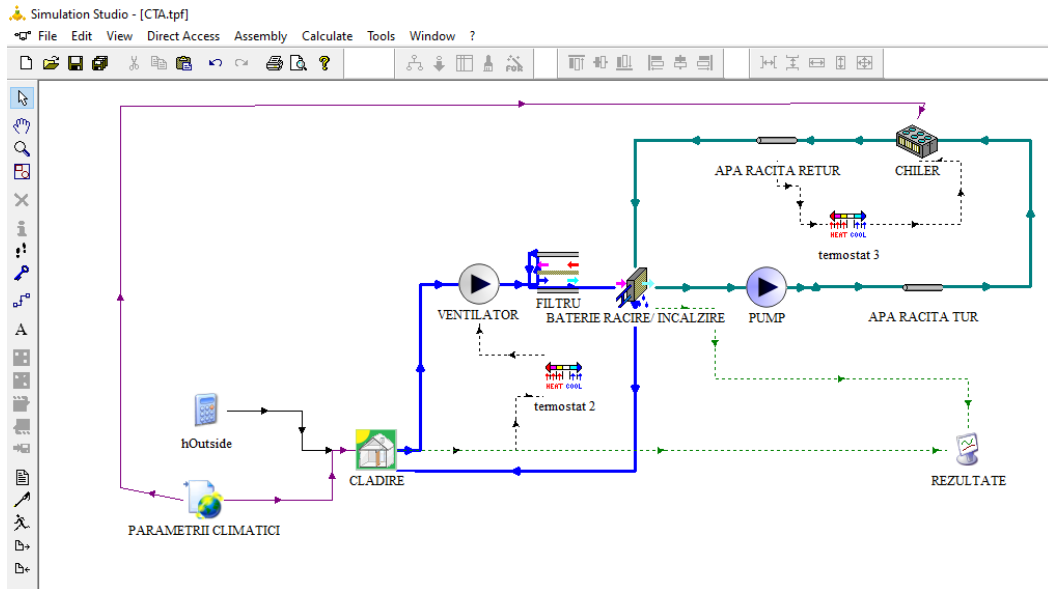 Simulation Studio - [CTA.tpf]
File Edit View Direct Access Assembly Calculate Tools Window ?
FOR
A
APA RACITA RETUR
CHILER
HEAT COOL
termostat 3
FILTRU
VENTILATOR
BATERIE RACIRE/ INCALZIRE
PUMP
APA RACITA TUR
HEAT COOL
termostat 2
hOutside
CLADIRE
REZULTATE
PARAMETRII CLIMATICI